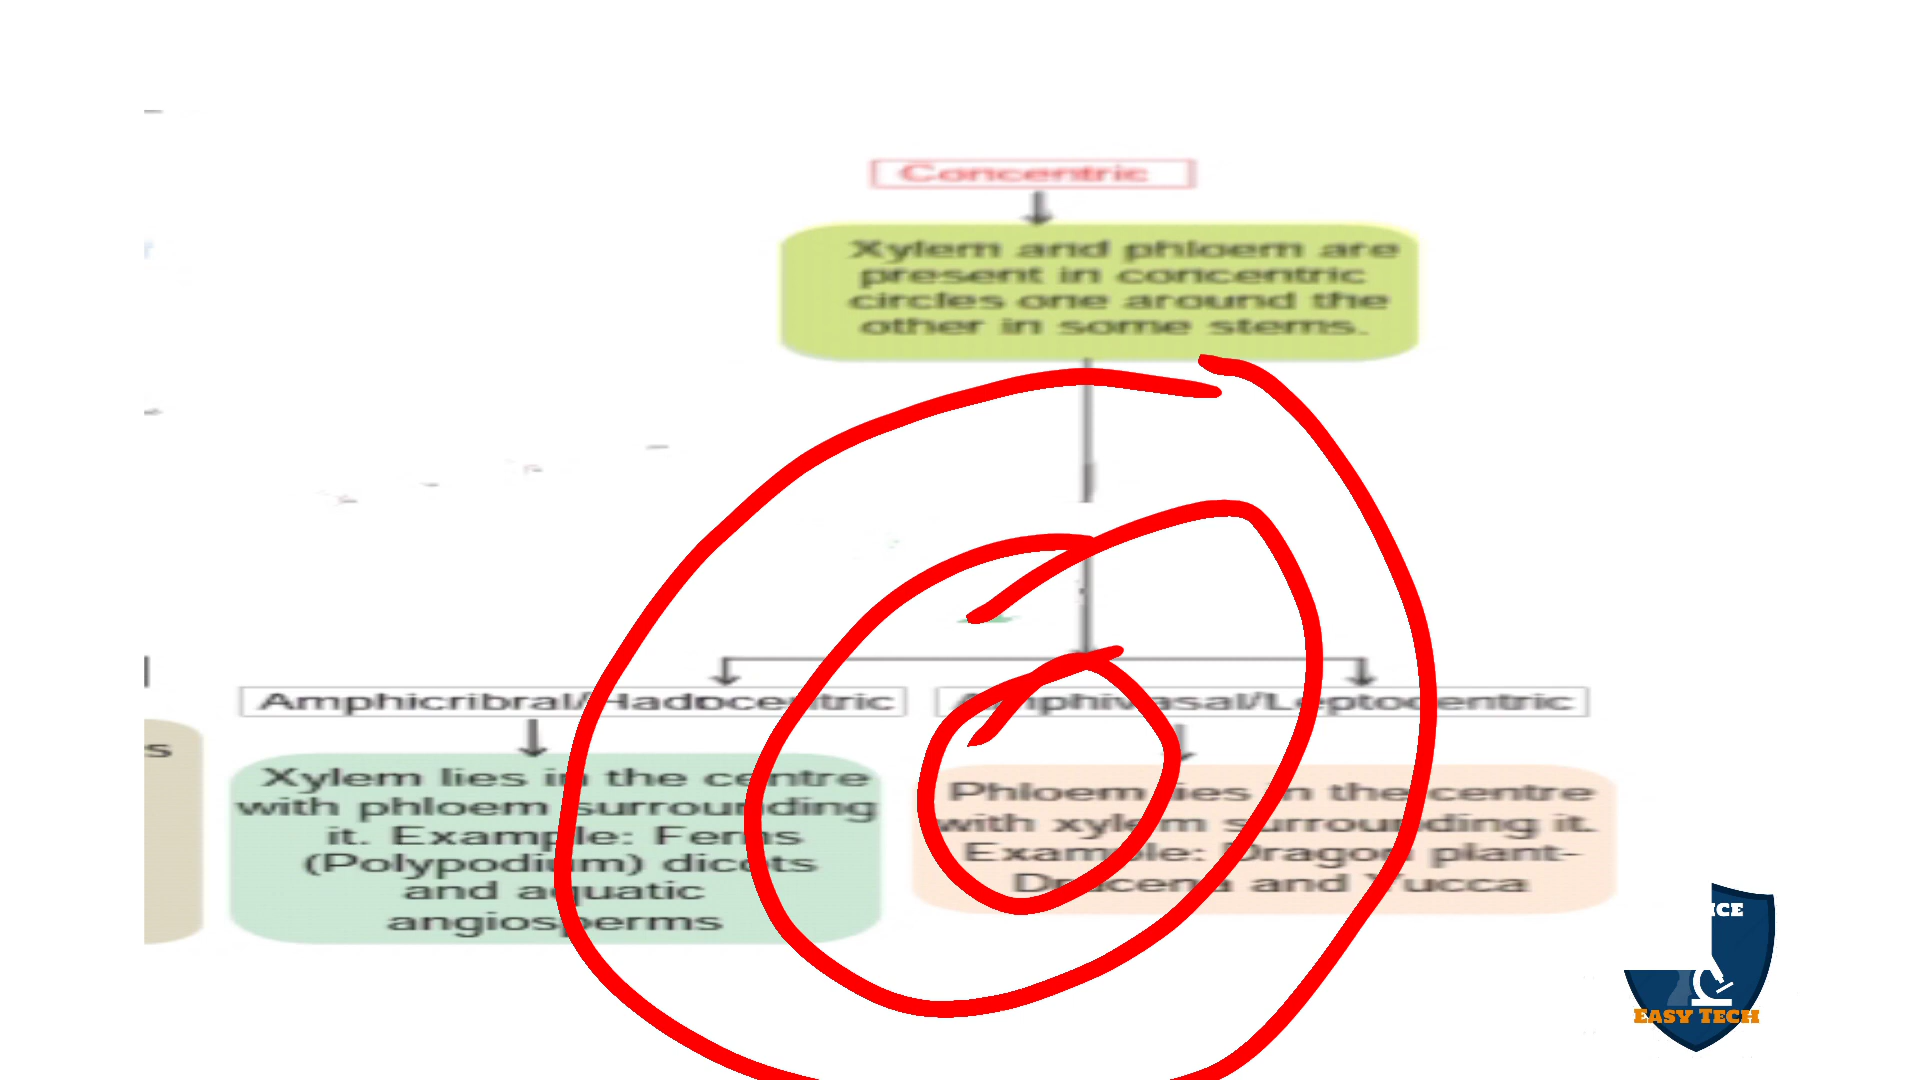 Concentric
Xylem and phloem are
present in concentric
circles one around the
other in some stems.
Amphicribral/Hadocentric
Amphivasal/Leptocentric
s
Xylem lies in the centre
with phloem surrounding
it. Example: Ferns
(Polypodium) dicots
and aquatic
angiosperms
Phloem lies in the centre
with xylem surrounding it.
Example: Dragon plant-
Dracena and Yucca
ICE
EASY TECH